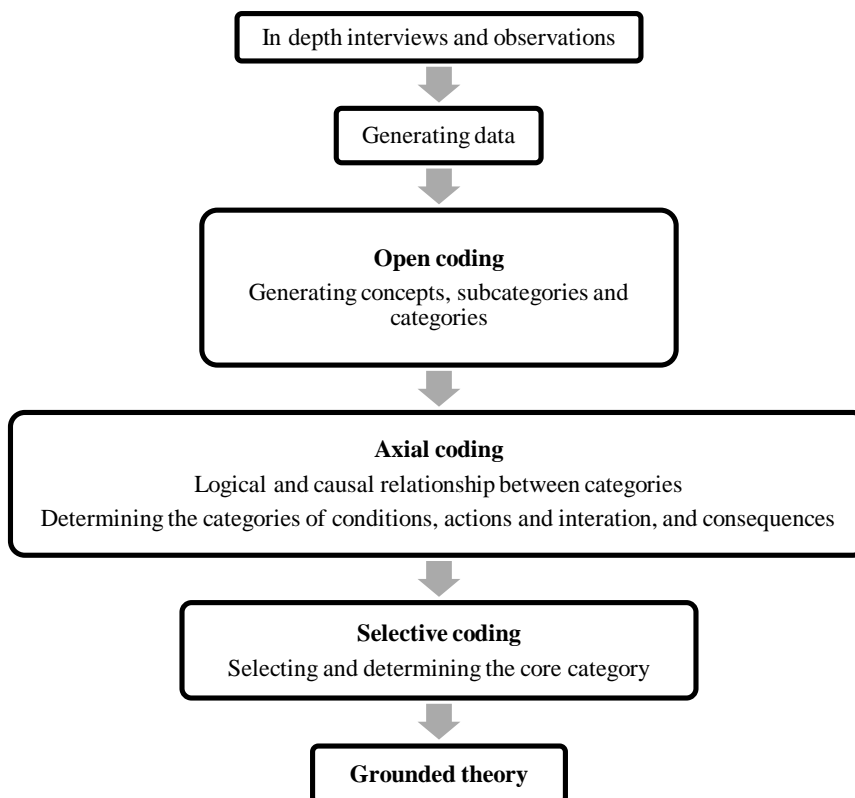 In depth interviews and observations
Generating data
Open coding
Generating concepts, subcategories and
categories
Axial coding
Logical and causal relationship between categories
Determining the categories of conditions, actions and interation, and consequences
Selective coding
Selecting and determining the core category
Grounded theory